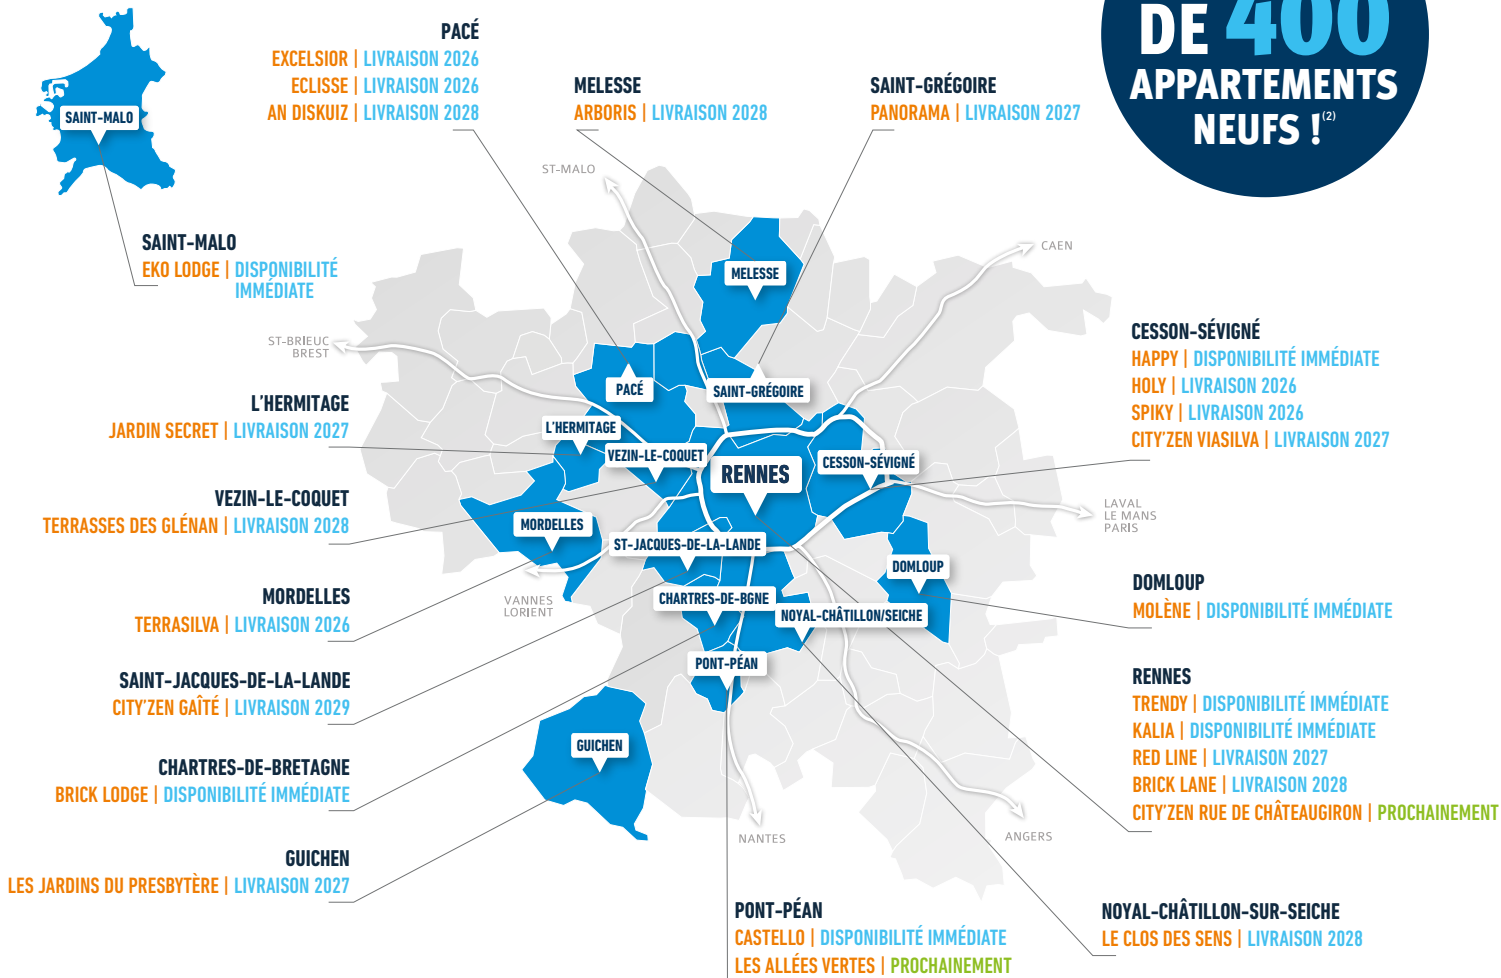 DE 400
APPARTEMENTS
NEUFS ! (2)
PACÉ
EXCELSIOR | LIVRAISON 2026
ECLISSE | LIVRAISON 2026
AN DISKUIZ | LIVRAISON 2028
MELESSE
ARBORIS | LIVRAISON 2028
SAINT-GRÉGOIRE
PANORAMA | LIVRAISON 2027
SAINT-MALO
SAINT-MALO
EKO LODGE | DISPONIBILITÉ
IMMÉDIATE
ST-MALO
CAEN
ST-BRIEUC
BREST
MELESSE
PACÉ
SAINT-GRÉGOIRE
L'HERMITAGE
VEZIN-LE-COQUET
RENNES
CESSON-SÉVIGNÉ
MORDELLES
ST-JACQUES-DE-LA-LANDE
DOMLOUP
CHARTRES-DE-BGNE
NOYAL-CHÂTILLON/SEICHE
PONT-PÉAN
GUICHEN
VANNES
LORIENT
LAVAL
LE MANS
PARIS
NANTES
ANGERS
L'HERMITAGE
JARDIN SECRET | LIVRAISON 2027
VEZIN-LE-COQUET
TERRASSES DES GLÉNAN | LIVRAISON 2028
MORDELLES
TERRASILVA | LIVRAISON 2026
SAINT-JACQUES-DE-LA-LANDE
CITY'ZEN GAÎTÉ | LIVRAISON 2029
CHARTRES-DE-BRETAGNE
BRICK LODGE | DISPONIBILITÉ IMMÉDIATE
GUICHEN
LES JARDINS DU PRESBYTÈRE | LIVRAISON 2027
CESSON-SÉVIGNÉ
HAPPY | DISPONIBILITÉ IMMÉDIATE
HOLY | LIVRAISON 2026
SPIKY | LIVRAISON 2026
CITY'ZEN VIASILVA | LIVRAISON 2027
DOMLOUP
MOLÈNE | DISPONIBILITÉ IMMÉDIATE
RENNES
TRENDY | DISPONIBILITÉ IMMÉDIATE
KALIA | DISPONIBILITÉ IMMÉDIATE
RED LINE | LIVRAISON 2027
BRICK LANE | LIVRAISON 2028
CITY'ZEN RUE DE CHÂTEAUGIRON | PROCHAINEMENT
PONT-PÉAN
CASTELLO | DISPONIBILITÉ IMMÉDIATE
LES ALLÉES VERTES | PROCHAINEMENT
NOYAL-CHÂTILLON-SUR-SEICHE
LE CLOS DES SENS | LIVRAISON 2028